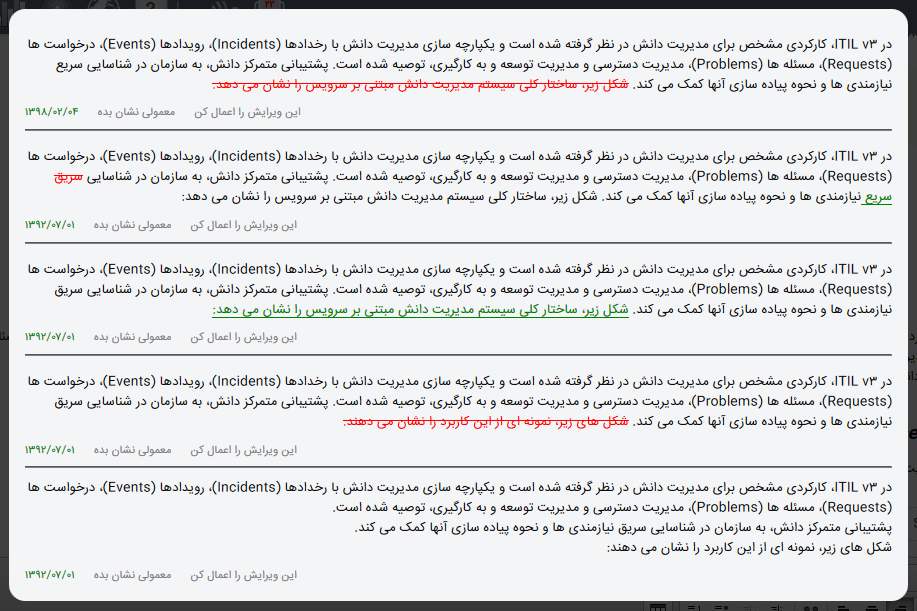 در ITIL v۳، کارکردی مشخص برای مدیریت دانش در نظر گرفته شده است و یکپارچه سازی مدیریت دانش با رخدادها (Incidents)، رویدادها (Events)، درخواست ها
(Requests)، مسئله ها (Problems)، مدیریت دسترسی و مدیریت توسعه و به کارگیری، توصیه شده است. پشتیبانی متمرکز دانش، به سازمان در شناسایی سریع
نیازمندی ها و نحوه پیاده سازی آنها کمک می کند. شکل زیر، ساختار کلی سیستم مدیریت دانش مبتنی بر سرویس را نشان می دهد:
این ویرایش را اعمال کن معمولی نشان بده ۱۳۹۸/۰۲/۰۴
در ITIL v۳، کارکردی مشخص برای مدیریت دانش در نظر گرفته شده است و یکپارچه سازی مدیریت دانش با رخدادها (Incidents)، رویدادها (Events)، درخواست ها
(Requests)، مسئله ها (Problems)، مدیریت دسترسی و مدیریت توسعه و به کارگیری، توصیه شده است. پشتیبانی متمرکز دانش، به سازمان در شناسایی سریق
سریع نیازمندی ها و نحوه پیاده سازی آنها کمک می کند. شکل زیر، ساختار کلی سیستم مدیریت دانش مبتنی بر سرویس را نشان می دهد:
این ویرایش را اعمال کن معمولی نشان بده ۱۳۹۲/۰۷/۰۱
در ITIL v۳، کارکردی مشخص برای مدیریت دانش در نظر گرفته شده است و یکپارچه سازی مدیریت دانش با رخدادها (Incidents)، رویدادها (Events)، درخواست ها
(Requests)، مسئله ها (Problems)، مدیریت دسترسی و مدیریت توسعه و به کارگیری، توصیه شده است. پشتیبانی متمرکز دانش، به سازمان در شناسایی سریق
نیازمندی ها و نحوه پیاده سازی آنها کمک می کند. شکل زیر، ساختار کلی سیستم مدیریت دانش مبتنی بر سرویس را نشان می دهد:
این ویرایش را اعمال کن معمولی نشان بده ۱۳۹۲/۰۷/۰۱
در ITIL v۳، کارکردی مشخص برای مدیریت دانش در نظر گرفته شده است و یکپارچه سازی مدیریت دانش با رخدادها (Incidents)، رویدادها (Events)، درخواست ها
(Requests)، مسئله ها (Problems)، مدیریت دسترسی و مدیریت توسعه و به کارگیری، توصیه شده است. پشتیبانی متمرکز دانش، به سازمان در شناسایی سریق
نیازمندی ها و نحوه پیاده سازی آنها کمک می کند. شکل های زیر، نمونه ای از این کاربرد را نشان می دهند:
این ویرایش را اعمال کن معمولی نشان بده ۱۳۹۲/۰۷/۰۱
در ITIL v۳، کارکردی مشخص برای مدیریت دانش در نظر گرفته شده است و یکپارچه سازی مدیریت دانش با رخدادها (Incidents)، رویدادها (Events)، درخواست ها
(Requests)، مسئله ها (Problems)، مدیریت دسترسی و مدیریت توسعه و به کارگیری، توصیه شده است.
پشتیبانی متمرکز دانش، به سازمان در شناسایی سریق نیازمندی ها و نحوه پیاده سازی آنها کمک می کند.
شکل های زیر، نمونه ای از این کاربرد را نشان می دهند:
این ویرایش را اعمال کن معمولی نشان بده ۱۳۹۲/۰۷/۰۱